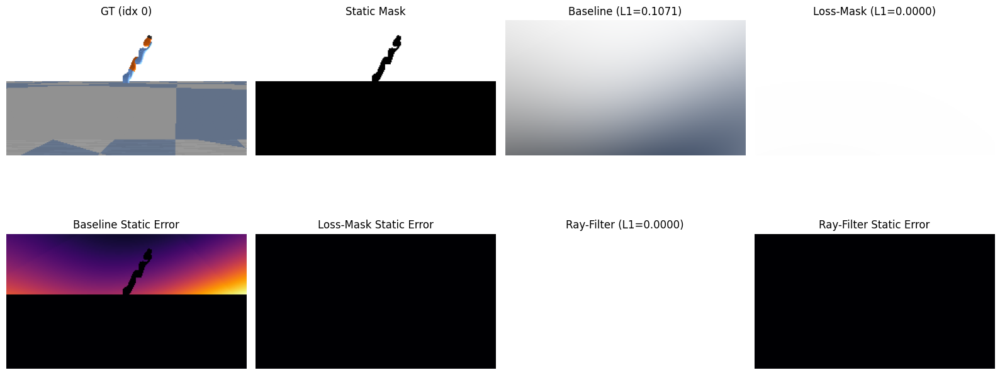 GT (idx 0)
Static Mask
Baseline (L1=0.1071)
Loss-Mask (L1=0.0000)
Baseline Static Error
Loss-Mask Static Error
Ray-Filter (L1=0.0000)
Ray-Filter Static Error